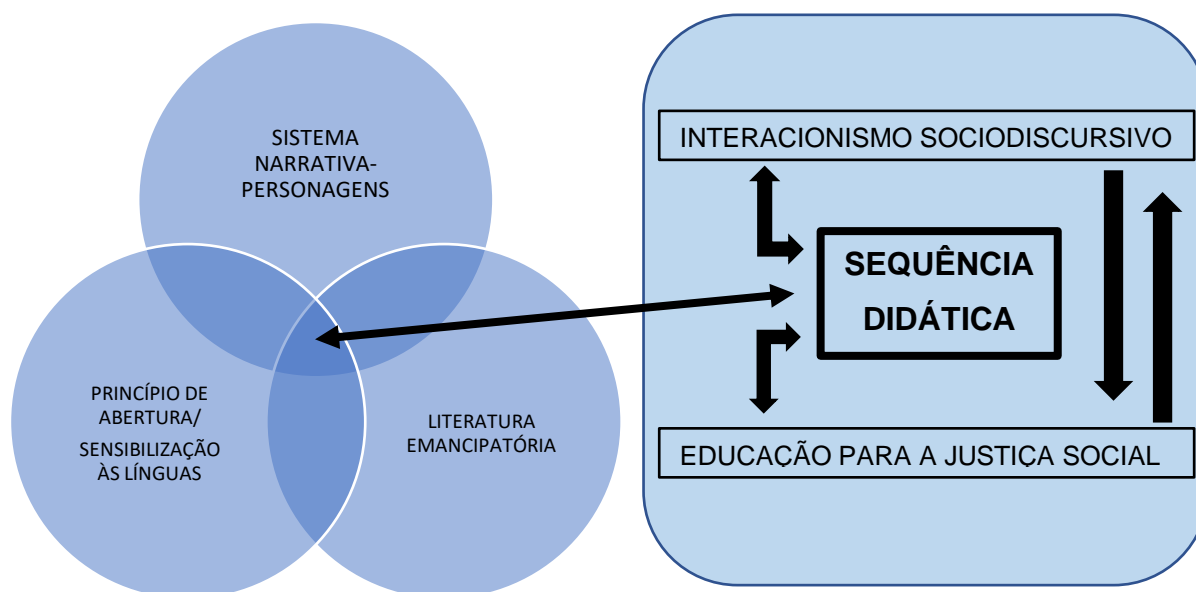 SISTEMA
NARRATIVA-
PERSONAGENS
PRINCÍPIO DE
ABERTURA/
SENSIBILIZAÇÃO
ÀS LÍNGUAS
LITERATURA
EMANCIPATÓRIA
INTERACIONISMO SOCIODISCURSIVO
SEQUÊNCIA
DIDÁTICA
EDUCAÇÃO PARA A JUSTIÇA SOCIAL